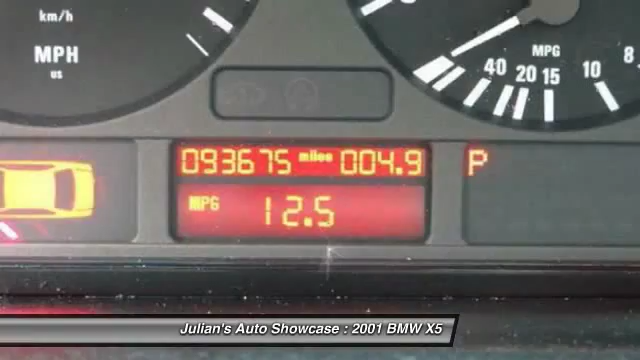 km/h
MPH
us
MPG
40 20 15 10 8
093675 miles 004.9
P
MPG 12.5
Julian's Auto Showcase : 2001 BMW X5